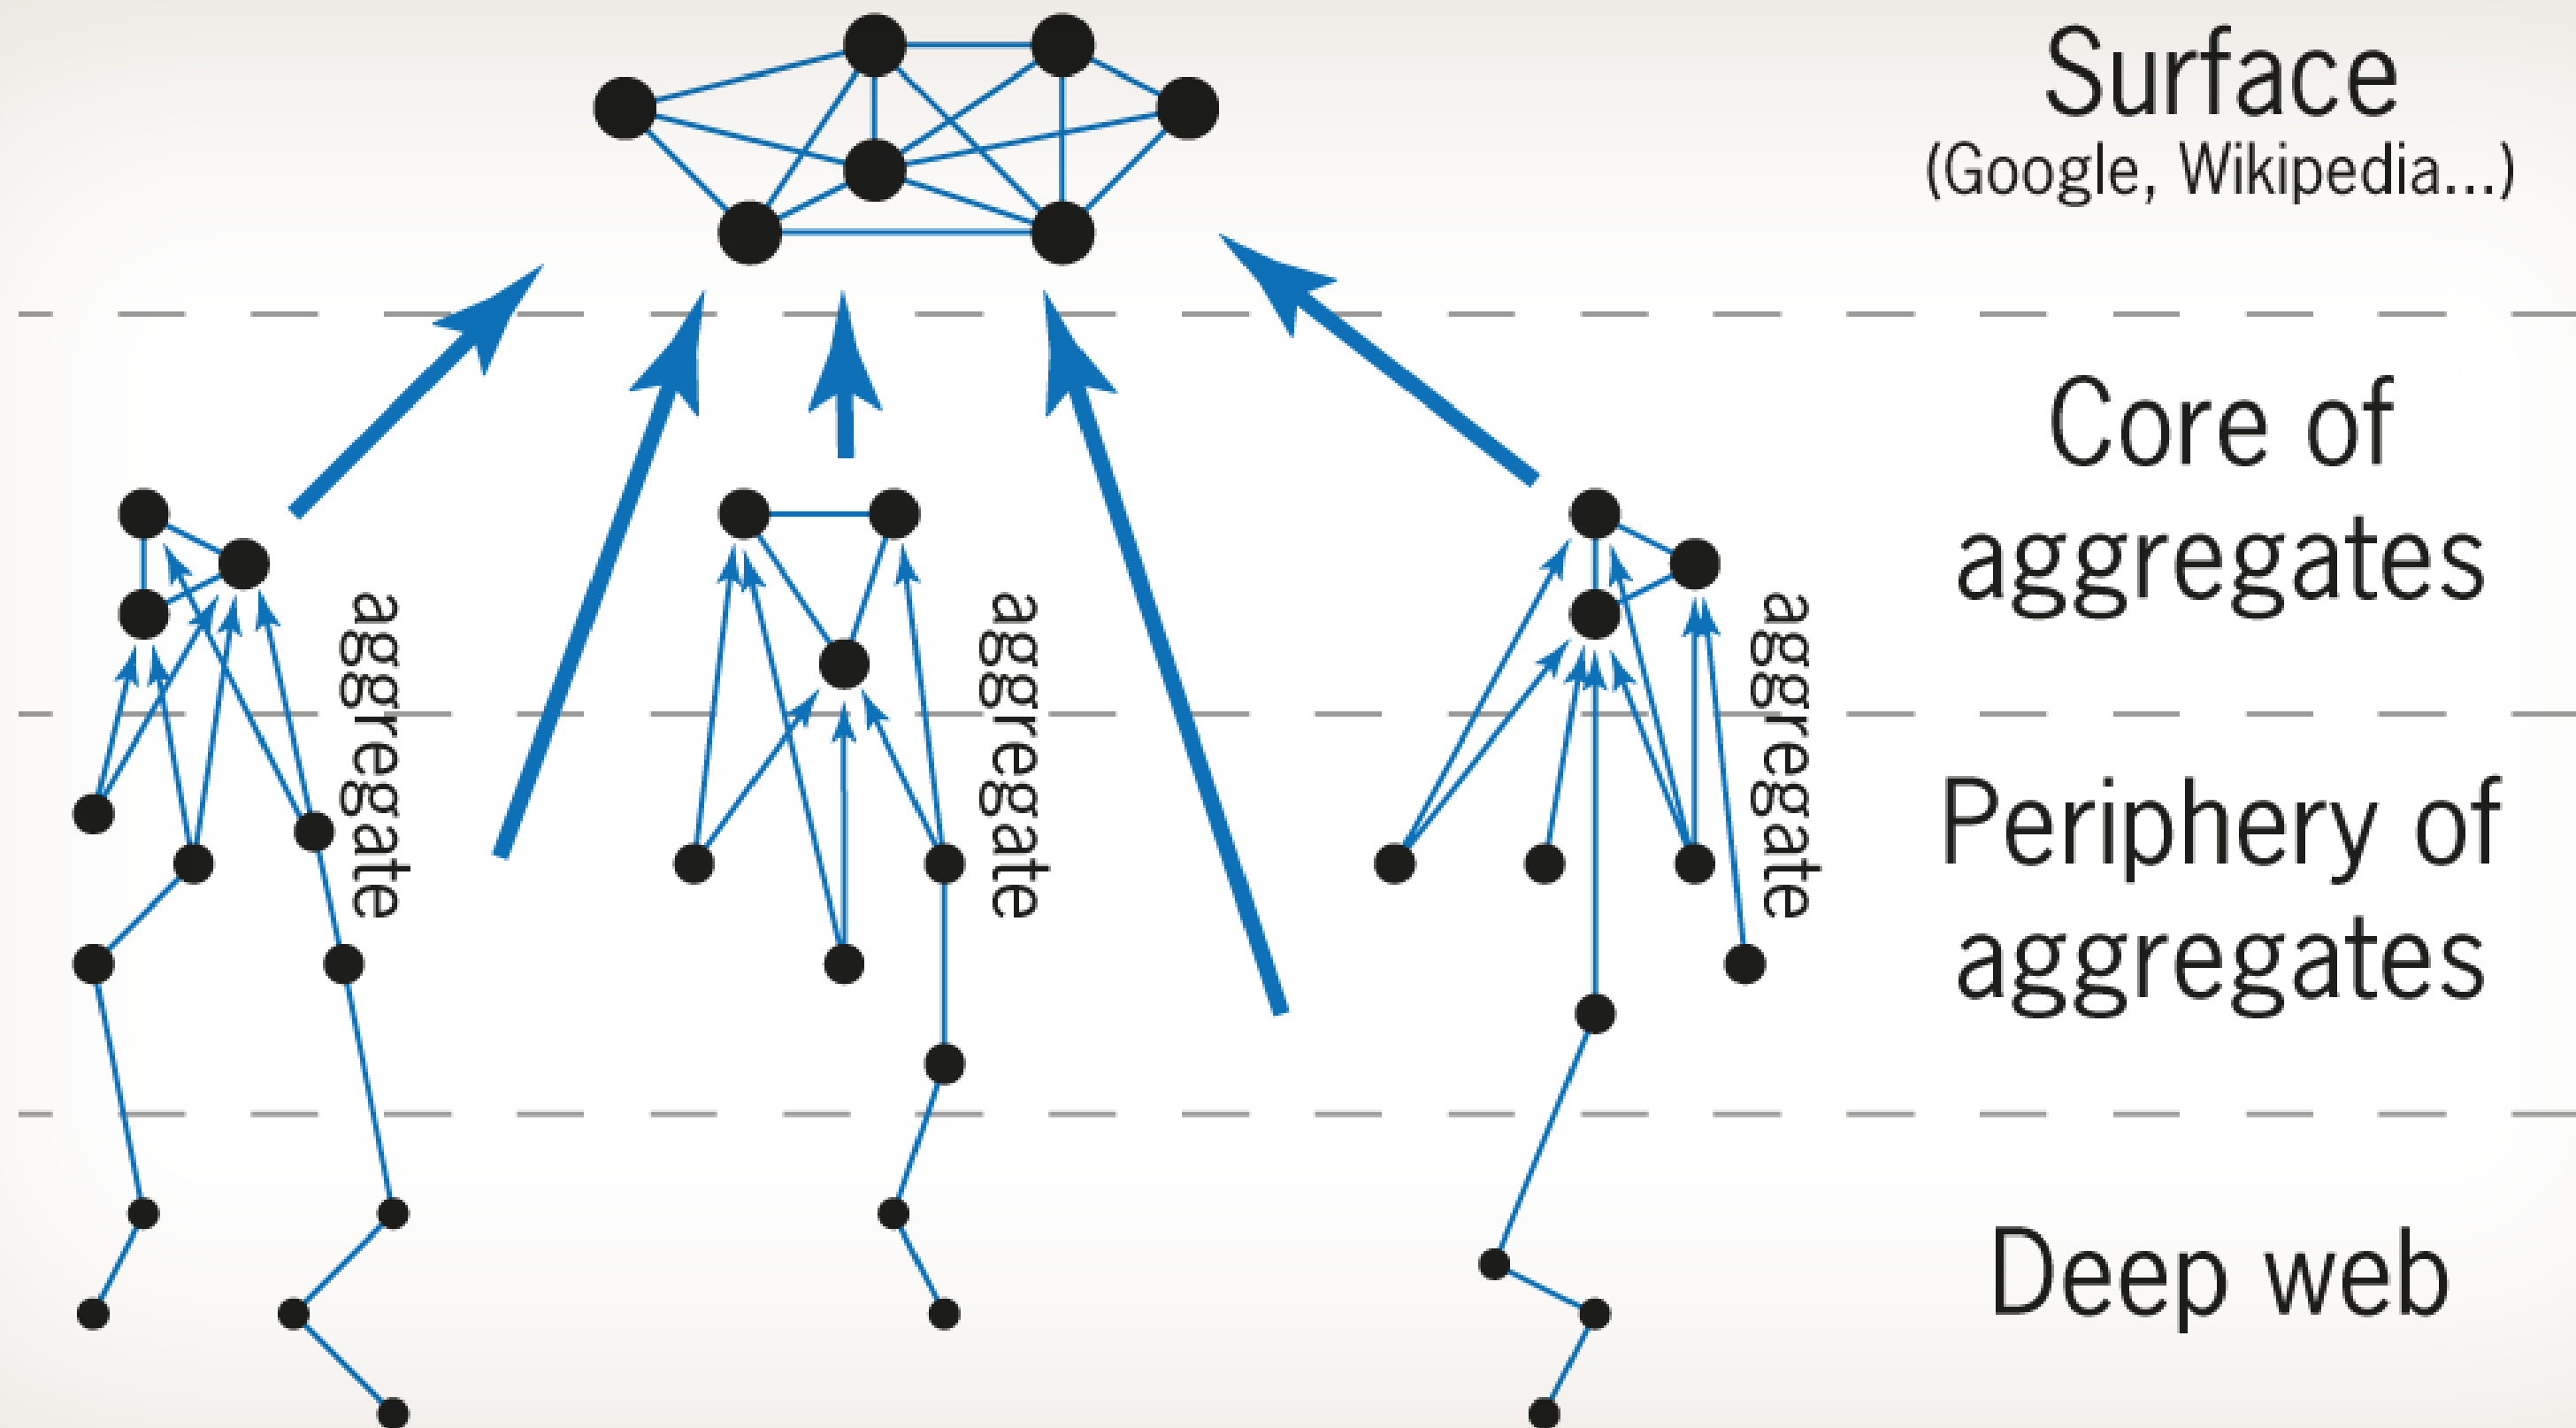 Surface
(Google, Wikipedia...)
Core of
aggregates
aggregate
aggregate
aggregate
Periphery of
aggregates
Deep web